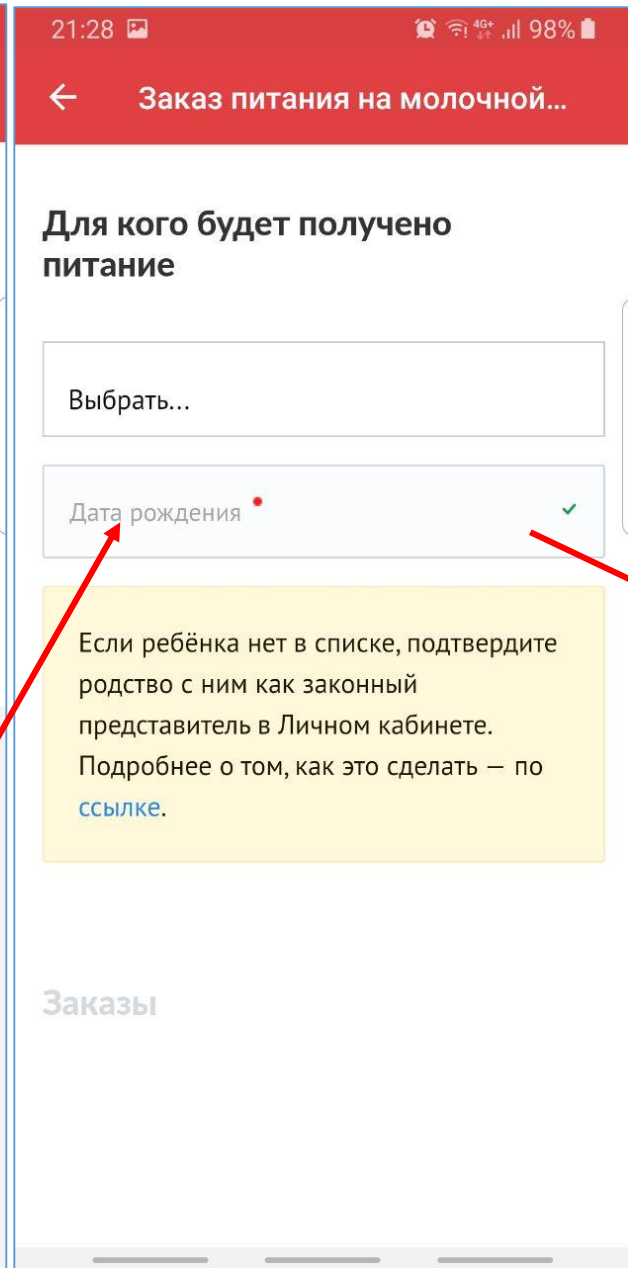 21:28 4G+ 98%
Заказ питания на молочной...
Для кого будет получено
питание
Выбрать...
Дата рождения
Если ребёнка нет в списке, подтвердите
родство с ним как законный
представитель в Личном кабинете.
Подробнее о том, как это сделать — по
ссылке.
Заказы